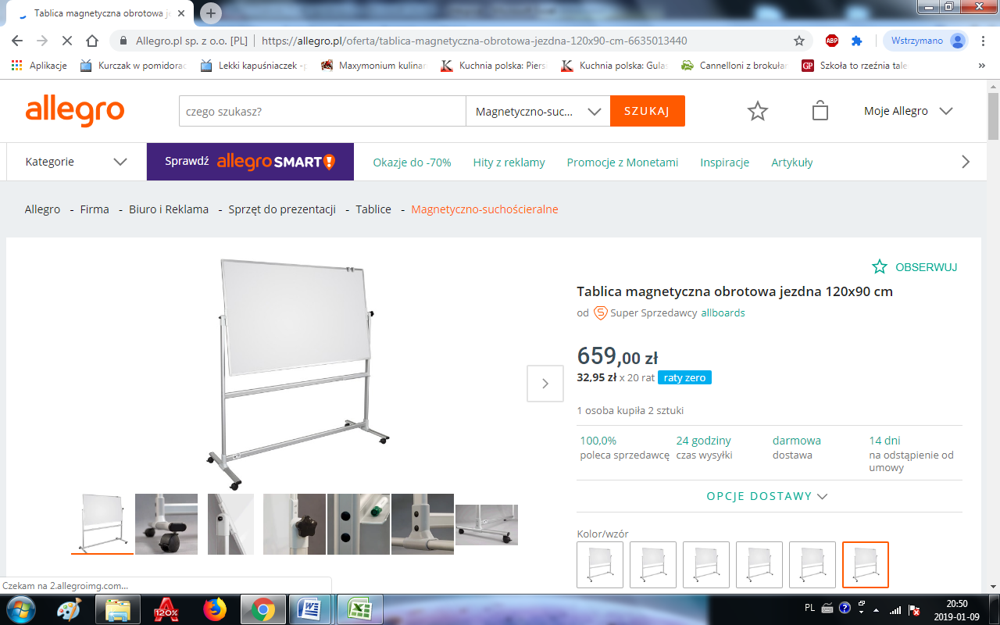 Tablica magnetyczna obrotowa je
Allegro.pl sp. z o.o. [PL] | https://allegro.pl/oferta/tablica-magnetyczna-obrotowa-jezdna-120x90-cm-6635013440
ABP
Wstrzymano
Aplikacje
Kurczak w pomidorac
Lekki kapuśniaczek - p
Maxymonium kulinar
Kuchnia polska: Piers
Kuchnia polska: Gula
Cannelloni z brokuła
GP
Szkoła to rzeźnia tale
»
allegro
czego szukasz?
Magnetyczno-suc...
SZUKAJ
Moje Allegro
Kategorie
Sprawdź allegro SMART!
Okazje do -70%
Hity z reklamy
Promocje z Monetami
Inspiracje
Artykuły
Allegro - Firma - Biuro i Reklama - Sprzęt do prezentacji - Tablice - Magnetyczno-suchościeralne
OBSERWUJ
Tablica magnetyczna obrotowa jezdna 120x90 cm
od S Super Sprzedawcy allboards
659,00 zł
32,95 zł x 20 rat raty zero
1 osoba kupiła 2 sztuki
100,0%
poleca sprzedawcę
24 godziny
czas wysyłki
darmowa
dostawa
14 dni
na odstąpienie od
umowy
OPCJE DOSTAWY
Kolor/wzór
Czekam na 2.allegroimg.com...
120%
PL
20:50
2019-01-09